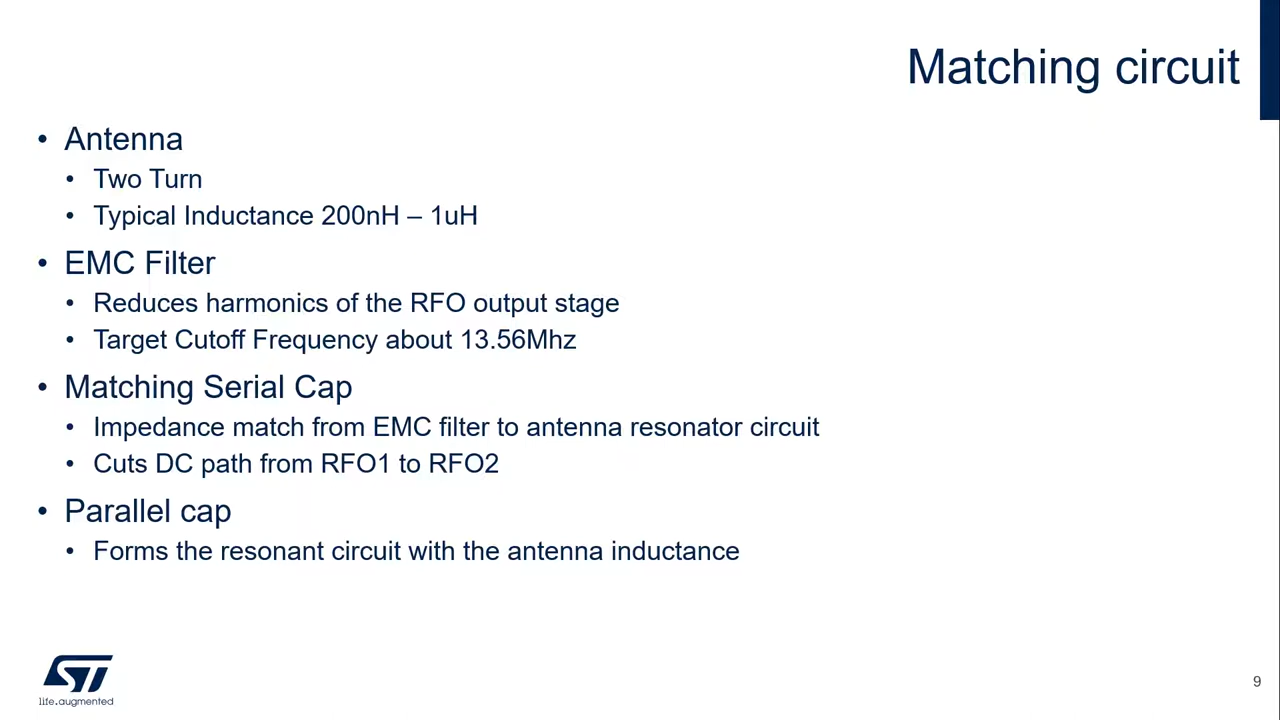 Matching circuit
• Antenna
• Two Turn
• Typical Inductance 200nH – 1uH
• EMC Filter
• Reduces harmonics of the RFO output stage
• Target Cutoff Frequency about 13.56Mhz
• Matching Serial Cap
• Impedance match from EMC filter to antenna resonator circuit
• Cuts DC path from RFO1 to RFO2
• Parallel cap
• Forms the resonant circuit with the antenna inductance
ST
life.augmented
9